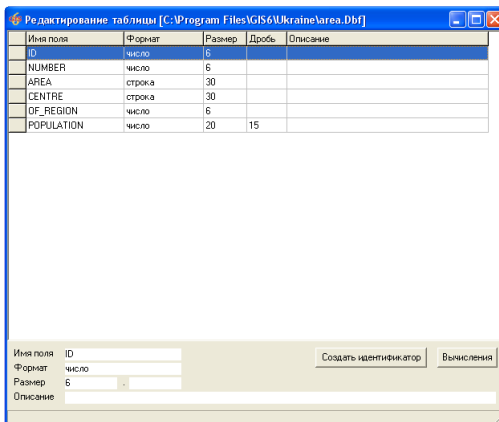 Редактирование таблицы [C:\Program Files\GIS6\Ukraine\area.Dbf]
Имя поля Формат Размер Дробь Описание
ID число 6
NUMBER число 6
AREA строка 30
CENTRE строка 30
OF_REGION число 6
POPULATION число 20 15
Имя поля ID Создать идентификатор Вычисления
Формат число
Размер 6 .
Описание